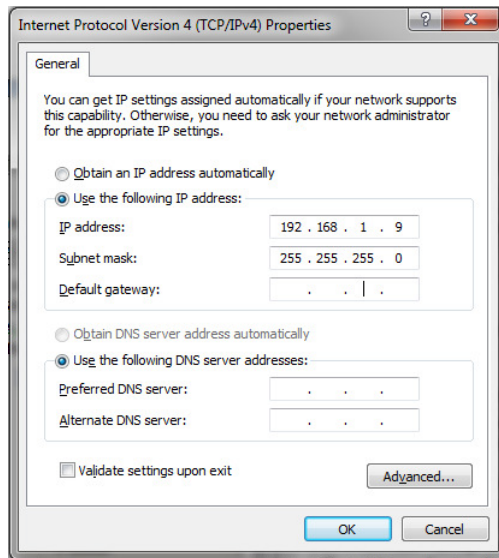 Internet Protocol Version 4 (TCP/IPv4) Properties
General
You can get IP settings assigned automatically if your network supports
this capability. Otherwise, you need to ask your network administrator
for the appropriate IP settings.
Obtain an IP address automatically
Use the following IP address:
IP address: 192 . 168 . 1 . 9
Subnet mask: 255 . 255 . 255 . 0
Default gateway: . . .
Obtain DNS server address automatically
Use the following DNS server addresses:
Preferred DNS server: . . .
Alternate DNS server: . . .
Validate settings upon exit
Advanced...
OK Cancel